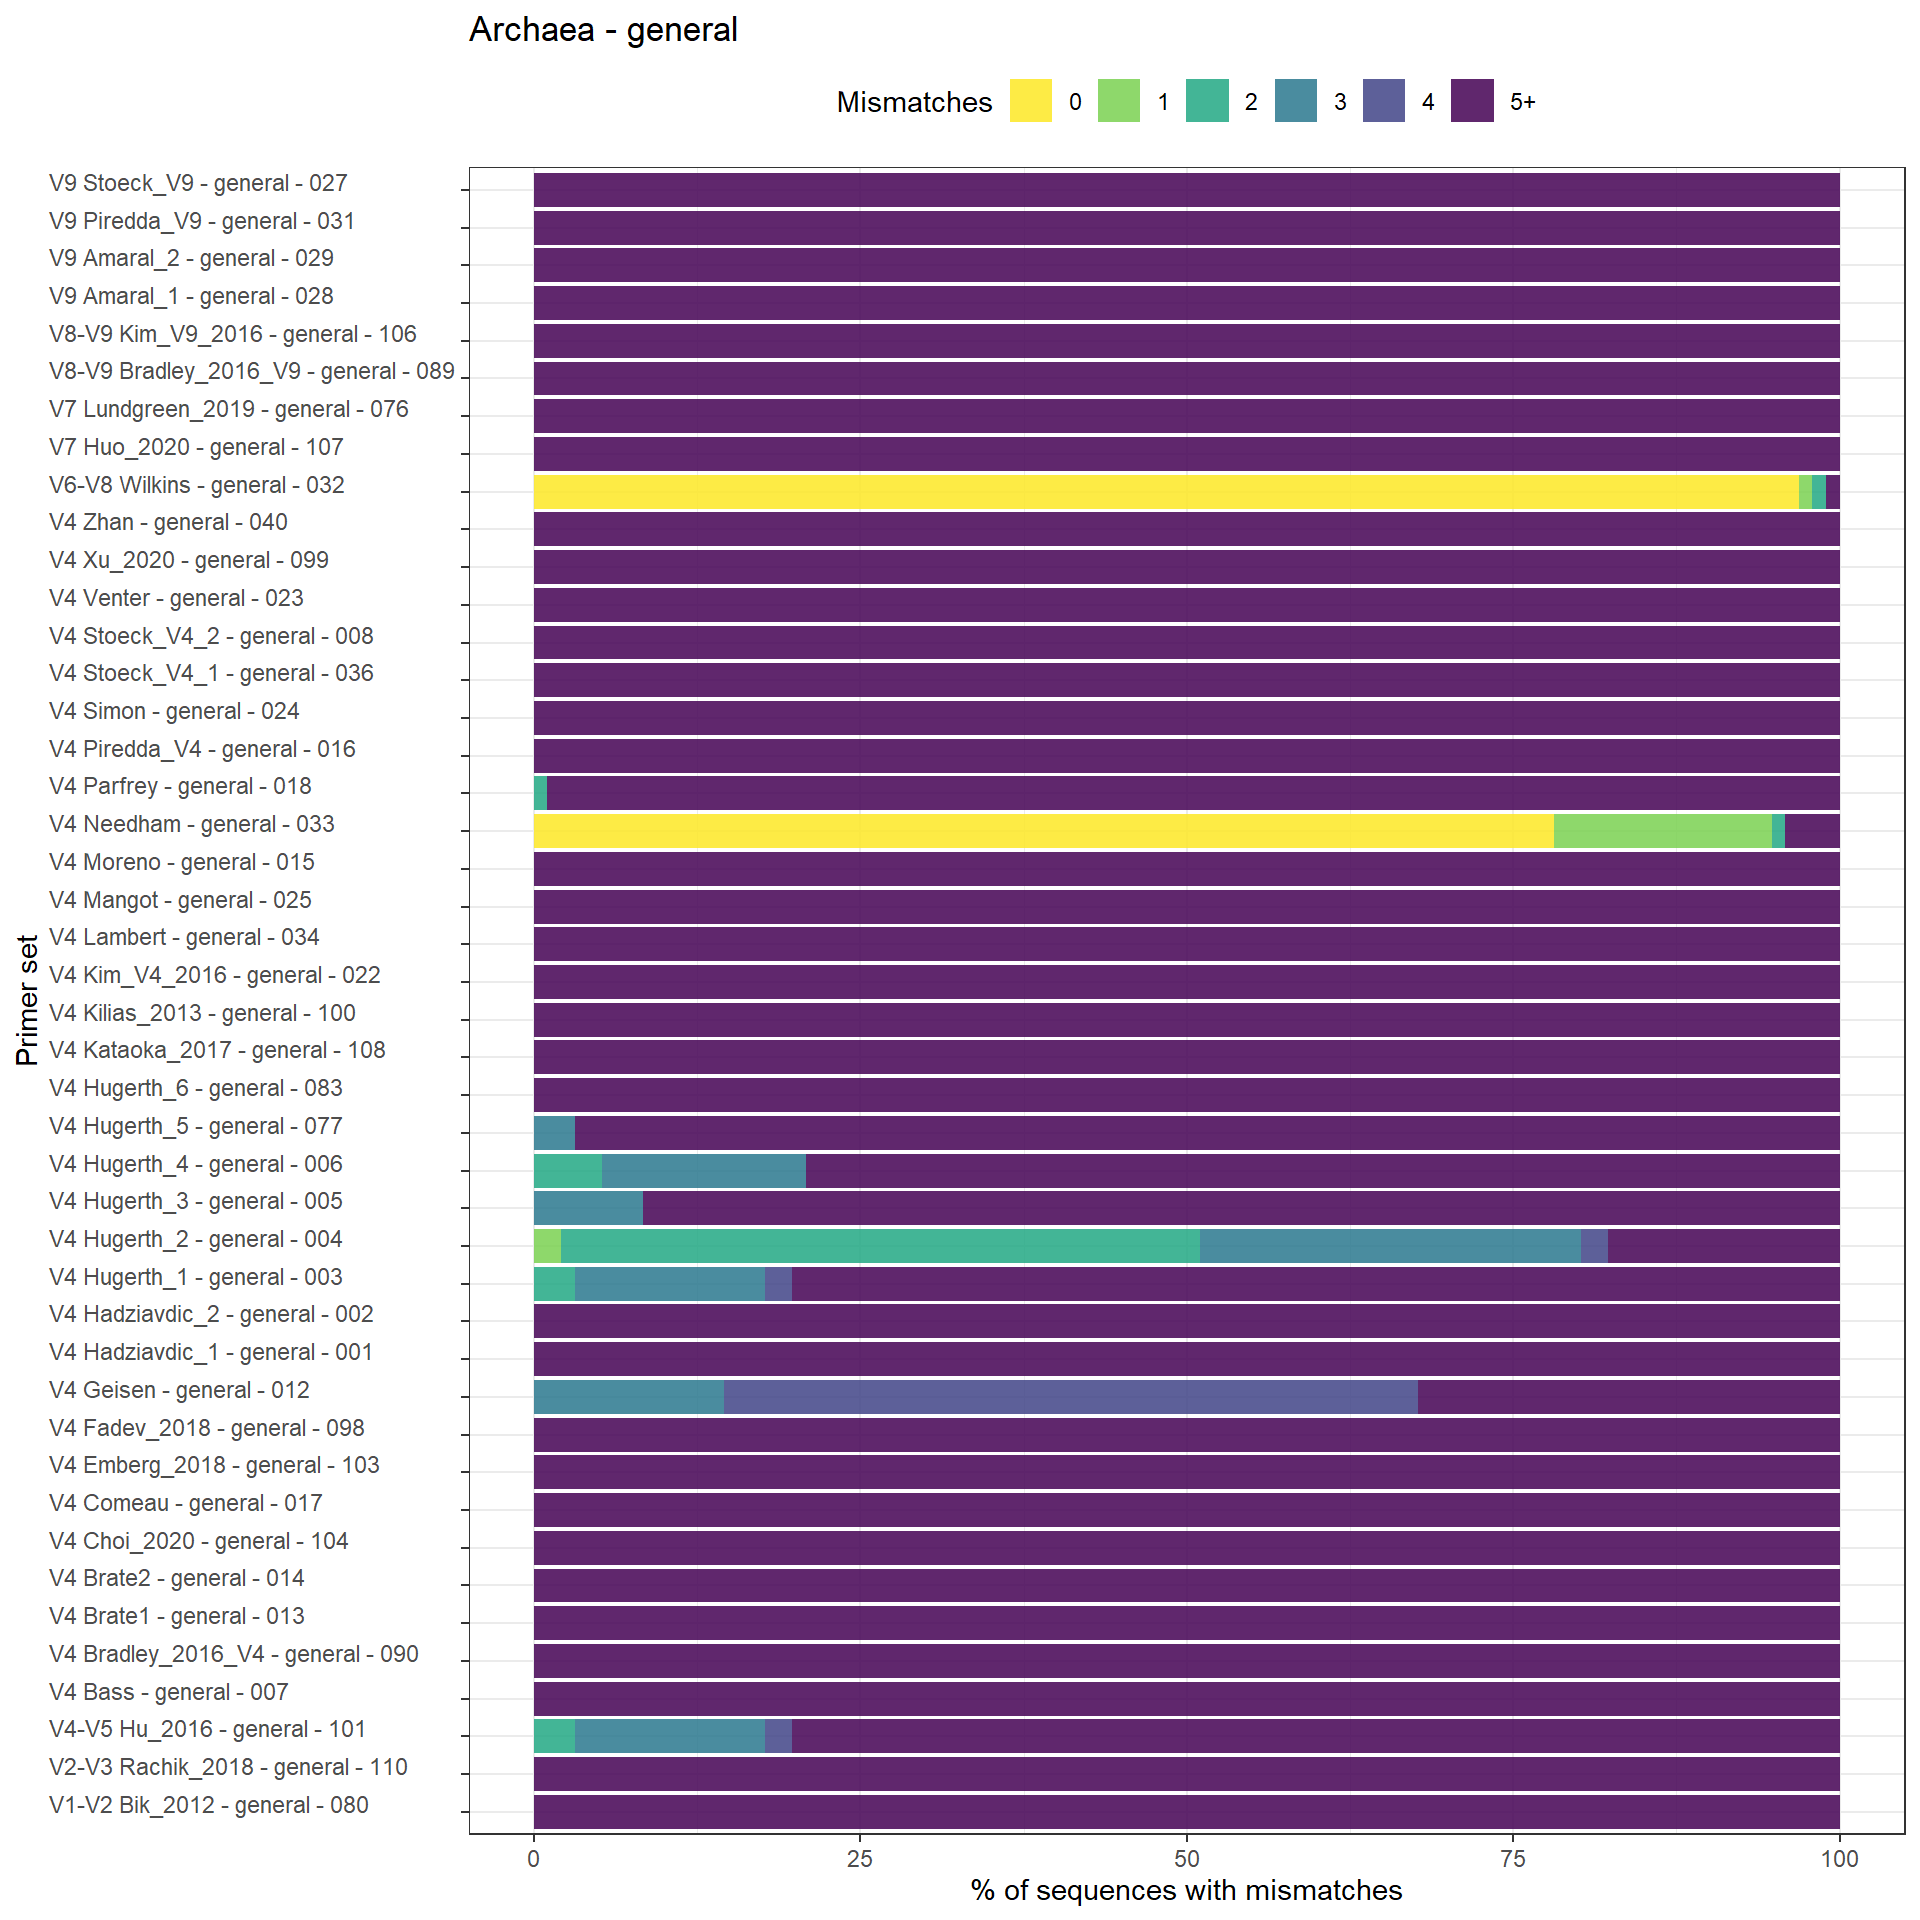 Archaea - general
Mismatches 0 1 2 3 4 5+
V9 Stoeck_V9 - general - 027
V9 Piredda_V9 - general - 031
V9 Amaral_2 - general - 029
V9 Amaral_1 - general - 028
V8-V9 Kim_V9_2016 - general - 106
V8-V9 Bradley_2016_V9 - general - 089
V7 Lundgreen_2019 - general - 076
V7 Huo_2020 - general - 107
V6-V8 Wilkins - general - 032
V4 Zhan - general - 040
V4 Xu_2020 - general - 099
V4 Venter - general - 023
V4 Stoeck_V4_2 - general - 008
V4 Stoeck_V4_1 - general - 036
V4 Simon - general - 024
V4 Piredda_V4 - general - 016
V4 Parfrey - general - 018
V4 Needham - general - 033
V4 Moreno - general - 015
V4 Mangot - general - 025
V4 Lambert - general - 034
V4 Kim_V4_2016 - general - 022
V4 Kilias_2013 - general - 100
V4 Kataoka_2017 - general - 108
V4 Hugerth_6 - general - 083
V4 Hugerth_5 - general - 077
V4 Hugerth_4 - general - 006
V4 Hugerth_3 - general - 005
V4 Hugerth_2 - general - 004
V4 Hugerth_1 - general - 003
V4 Hadziavdic_2 - general - 002
V4 Hadziavdic_1 - general - 001
V4 Geisen - general - 012
V4 Fadev_2018 - general - 098
V4 Emberg_2018 - general - 103
V4 Comeau - general - 017
V4 Choi_2020 - general - 104
V4 Brate2 - general - 014
V4 Brate1 - general - 013
V4 Bradley_2016_V4 - general - 090
V4 Bass - general - 007
V4-V5 Hu_2016 - general - 101
V2-V3 Rachik_2018 - general - 110
V1-V2 Bik_2012 - general - 080
Primer set
0 25 50 75 100
% of sequences with mismatches